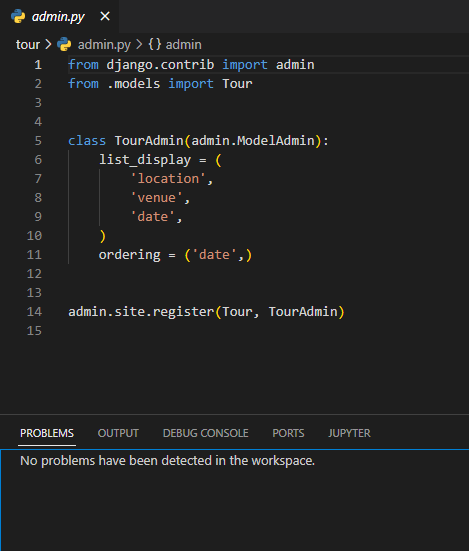 admin.py ×
tour > admin.py > {} admin
1 from django.contrib import admin
2 from .models import Tour
3
4
5 class TourAdmin(admin.ModelAdmin):
6     list_display = (
7         'location',
8         'venue',
9         'date',
10     )
11     ordering = ('date',)
12
13
14 admin.site.register(Tour, TourAdmin)
15
PROBLEMS OUTPUT DEBUG CONSOLE PORTS JUPYTER
No problems have been detected in the workspace.